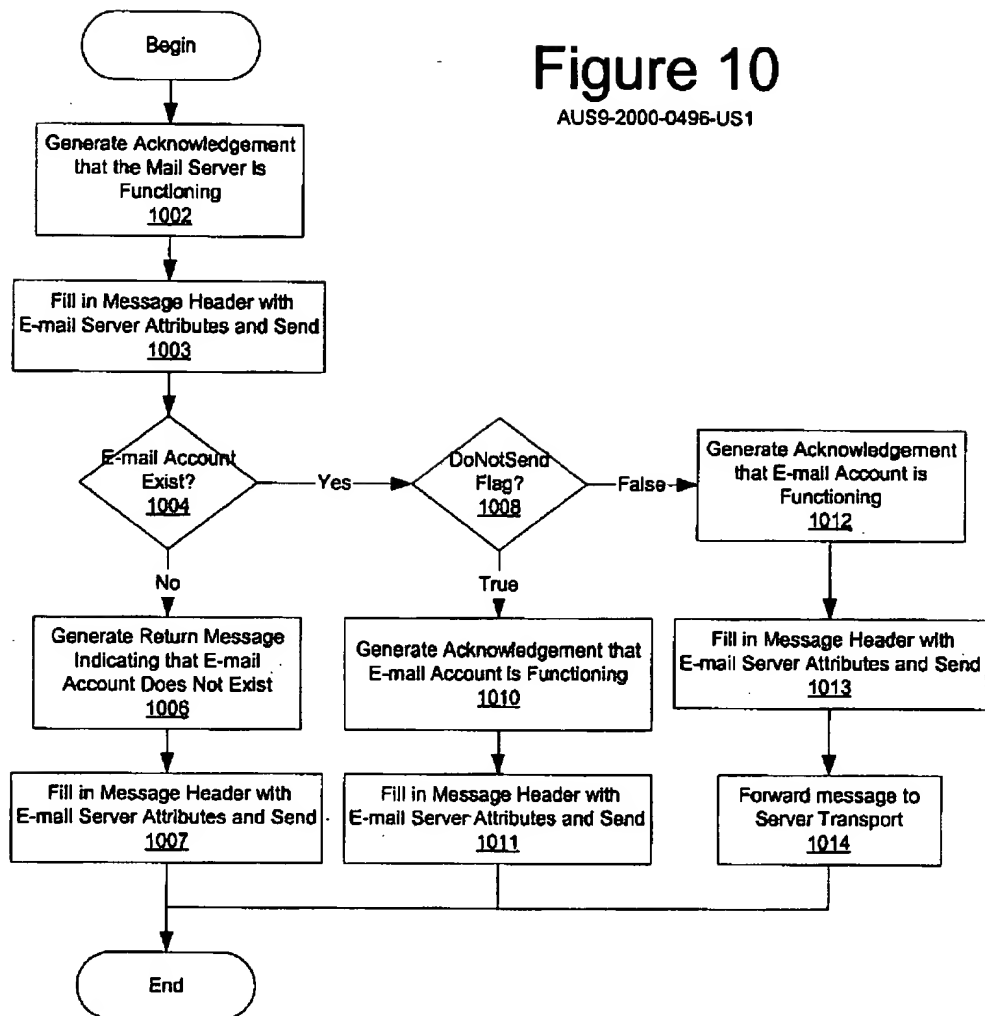 Figure 10
AUS9-2000-0496-US1
Begin
Generate Acknowledgement
that the Mail Server Is
Functioning
1002
Fill in Message Header with
E-mail Server Attributes and Send
1003
E-mail Account
Exist?
1004
Yes
No
DoNotSend
Flag?
1008
False
True
Generate Acknowledgement
that E-mail Account is
Functioning
1012
Generate Return Message
Indicating that E-mail
Account Does Not Exist
1006
Generate Acknowledgement that
E-mail Account Is Functioning
1010
Fill in Message Header with
E-mail Server Attributes and Send
1013
Fill in Message Header with
E-mail Server Attributes and Send
1007
Fill in Message Header with
E-mail Server Attributes and Send
1011
Forward message to
Server Transport
1014
End